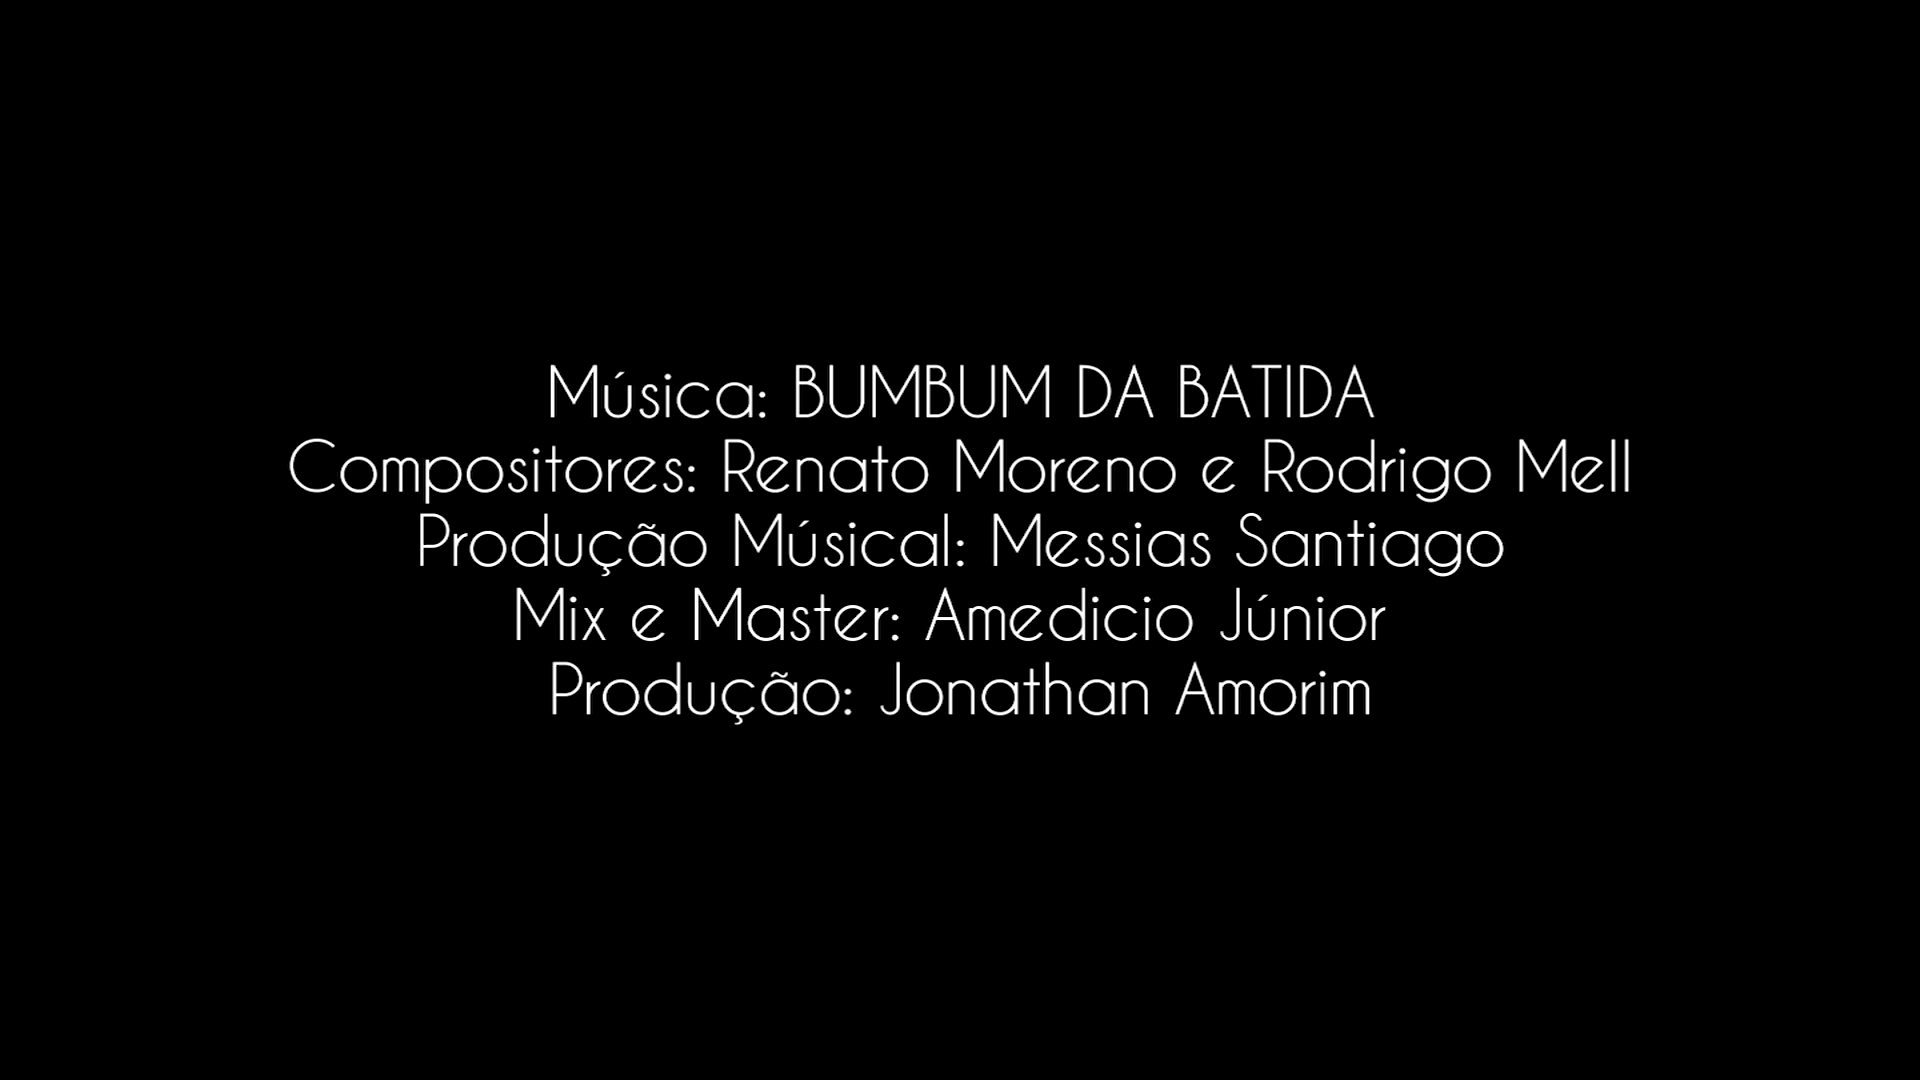 Música: BUMBUM DA BATIDA
Compositores: Renato Moreno e Rodrigo Mell
Produção Músical: Messias Santiago
Mix e Master: Amedicio Júnior
Produção: Jonathan Amorim